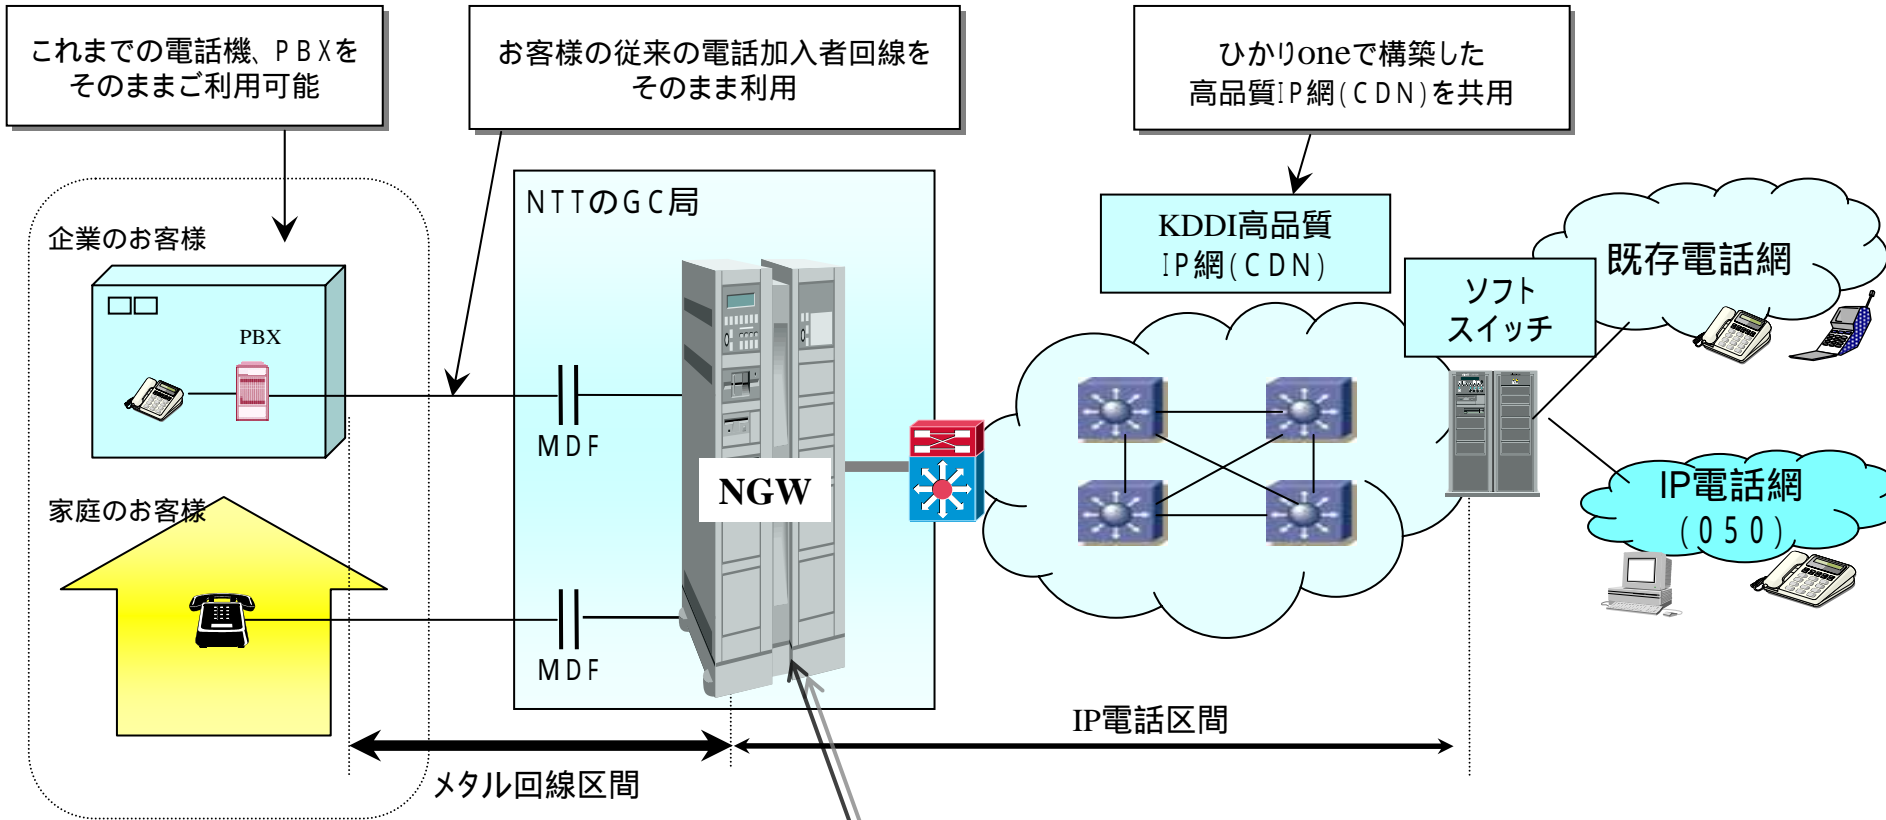 これまでの電話機、PBXを
そのままご利用可能
お客様の従来の電話加入者回線を
そのまま利用
ひかりoneで構築した
高品質IP網(CDN)を共用
NTTのGC局
KDDI高品質
IP網(CDN)
既存電話網
企業のお客様
ソフト
スイッチ
PBX
MDF
NGW
IP電話網
(050)
家庭のお客様
MDF
IP電話区間
メタル回線区間